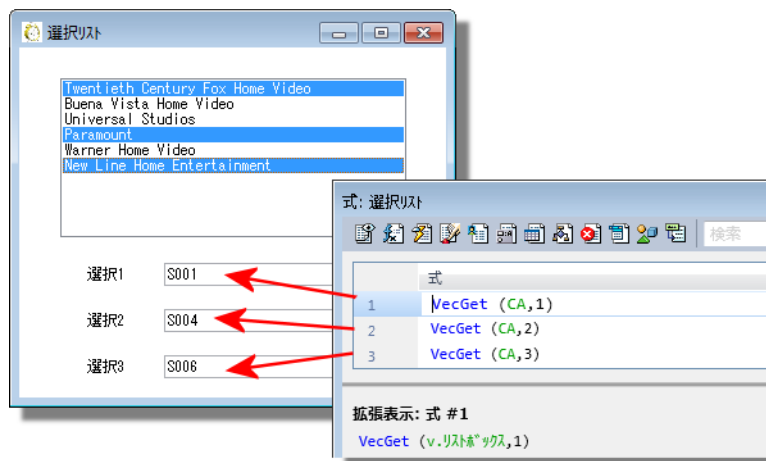 選択ﾘｽﾄ
Twentieth Century Fox Home Video
Buena Vista Home Video
Universal Studios
Paramount
Warner Home Video
New Line Home Entertainment
選択1
S001
選択2
S004
選択3
S006
式: 選択ﾘｽﾄ
検索
式
1 VecGet (CA,1)
2 VecGet (CA,2)
3 VecGet (CA,3)
拡張表示: 式 #1
VecGet (v.ﾘｽﾄﾎﾞｯｸｽ,1)